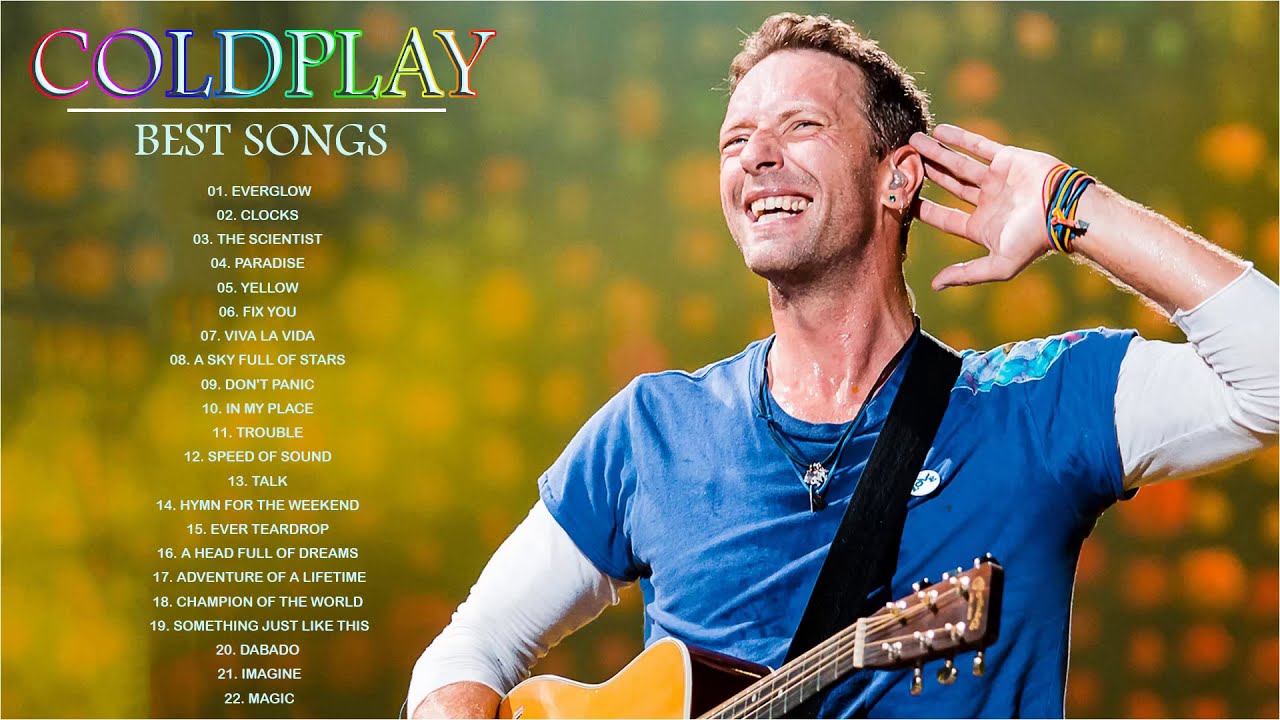 COLDPLAY
BEST SONGS
01. EVERGLOW
02. CLOCKS
03. THE SCIENTIST
04. PARADISE
05. YELLOW
06. FIX YOU
07. VIVA LA VIDA
08. A SKY FULL OF STARS
09. DON'T PANIC
10. IN MY PLACE
11. TROUBLE
12. SPEED OF SOUND
13. TALK
14. HYMN FOR THE WEEKEND
15. EVER TEARDROP
16. A HEAD FULL OF DREAMS
17. ADVENTURE OF A LIFETIME
18. CHAMPION OF THE WORLD
19. SOMETHING JUST LIKE THIS
20. DABADO
21. IMAGINE
22. MAGIC